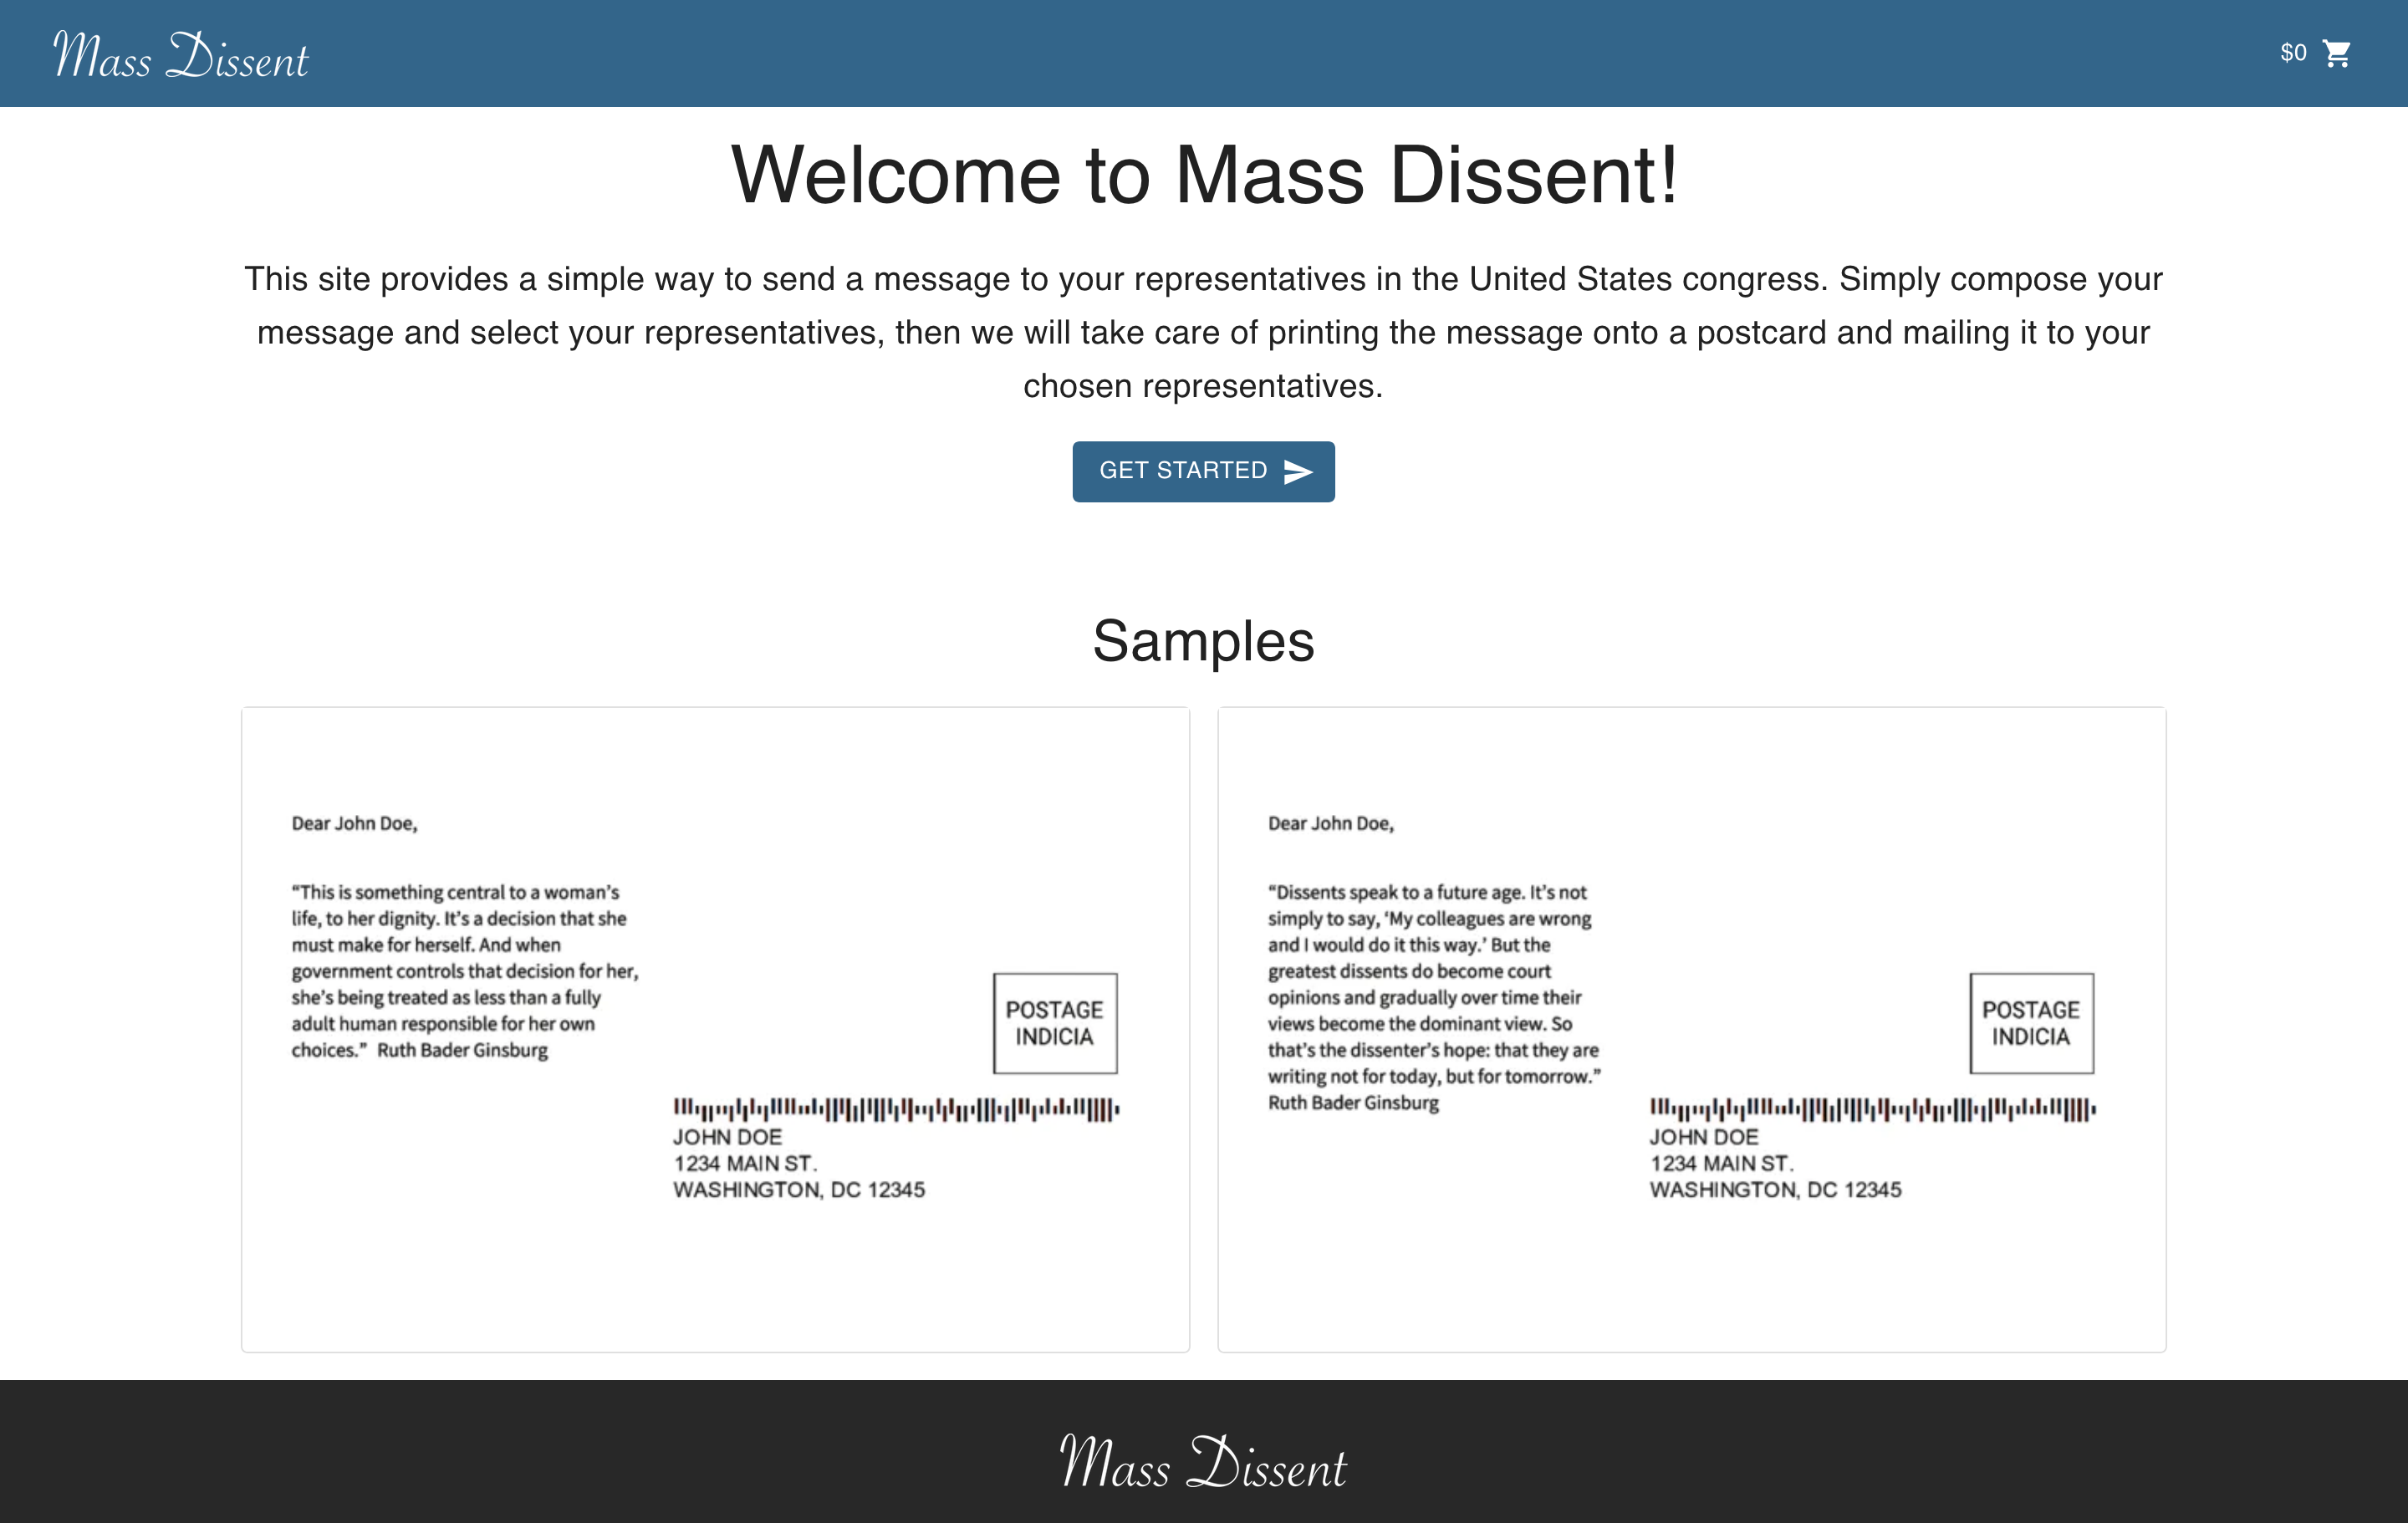 Mass Dissent
$0
Welcome to Mass Dissent!
This site provides a simple way to send a message to your representatives in the United States congress. Simply compose your
message and select your representatives, then we will take care of printing the message onto a postcard and mailing it to your
chosen representatives.
GET STARTED
Samples
Dear John Doe,
“This is something central to a woman’s
life, to her dignity. It’s a decision that she
must make for herself. And when
government controls that decision for her,
she’s being treated as less than a fully
adult human responsible for her own
choices.”  Ruth Bader Ginsburg
POSTAGE
INDICIA
JOHN DOE
1234 MAIN ST.
WASHINGTON, DC 12345
Dear John Doe,
“Dissents speak to a future age. It’s not
simply to say, ‘My colleagues are wrong
and I would do it this way.’ But the
greatest dissents do become court
opinions and gradually over time their
views become the dominant view. So
that’s the dissenter’s hope: that they are
writing not for today, but for tomorrow.”
Ruth Bader Ginsburg
POSTAGE
INDICIA
JOHN DOE
1234 MAIN ST.
WASHINGTON, DC 12345
Mass Dissent